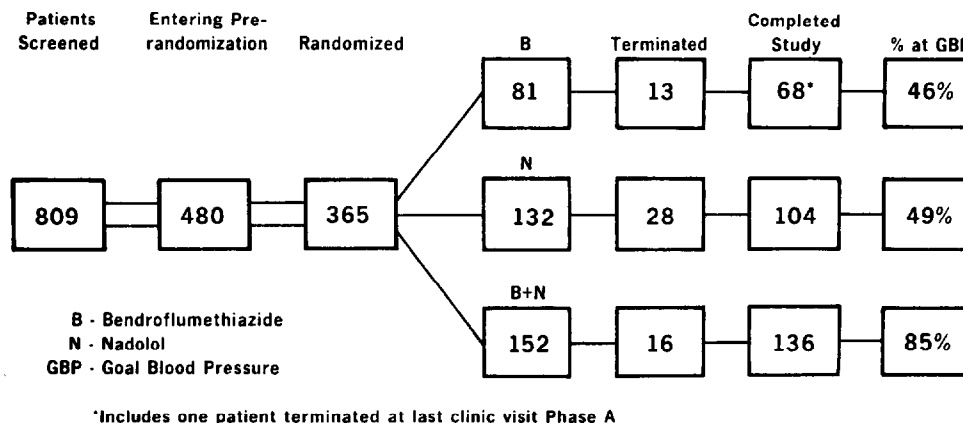 Patients Screened
Entering Pre-randomization
Randomized
B
Terminated
Completed Study
% at GBP
81
13
68*
46%
N
809
480
365
132
28
104
49%
B+N
152
16
136
85%
B - Bendroflumethiazide
N - Nadolol
GBP - Goal Blood Pressure
*Includes one patient terminated at last clinic visit Phase A